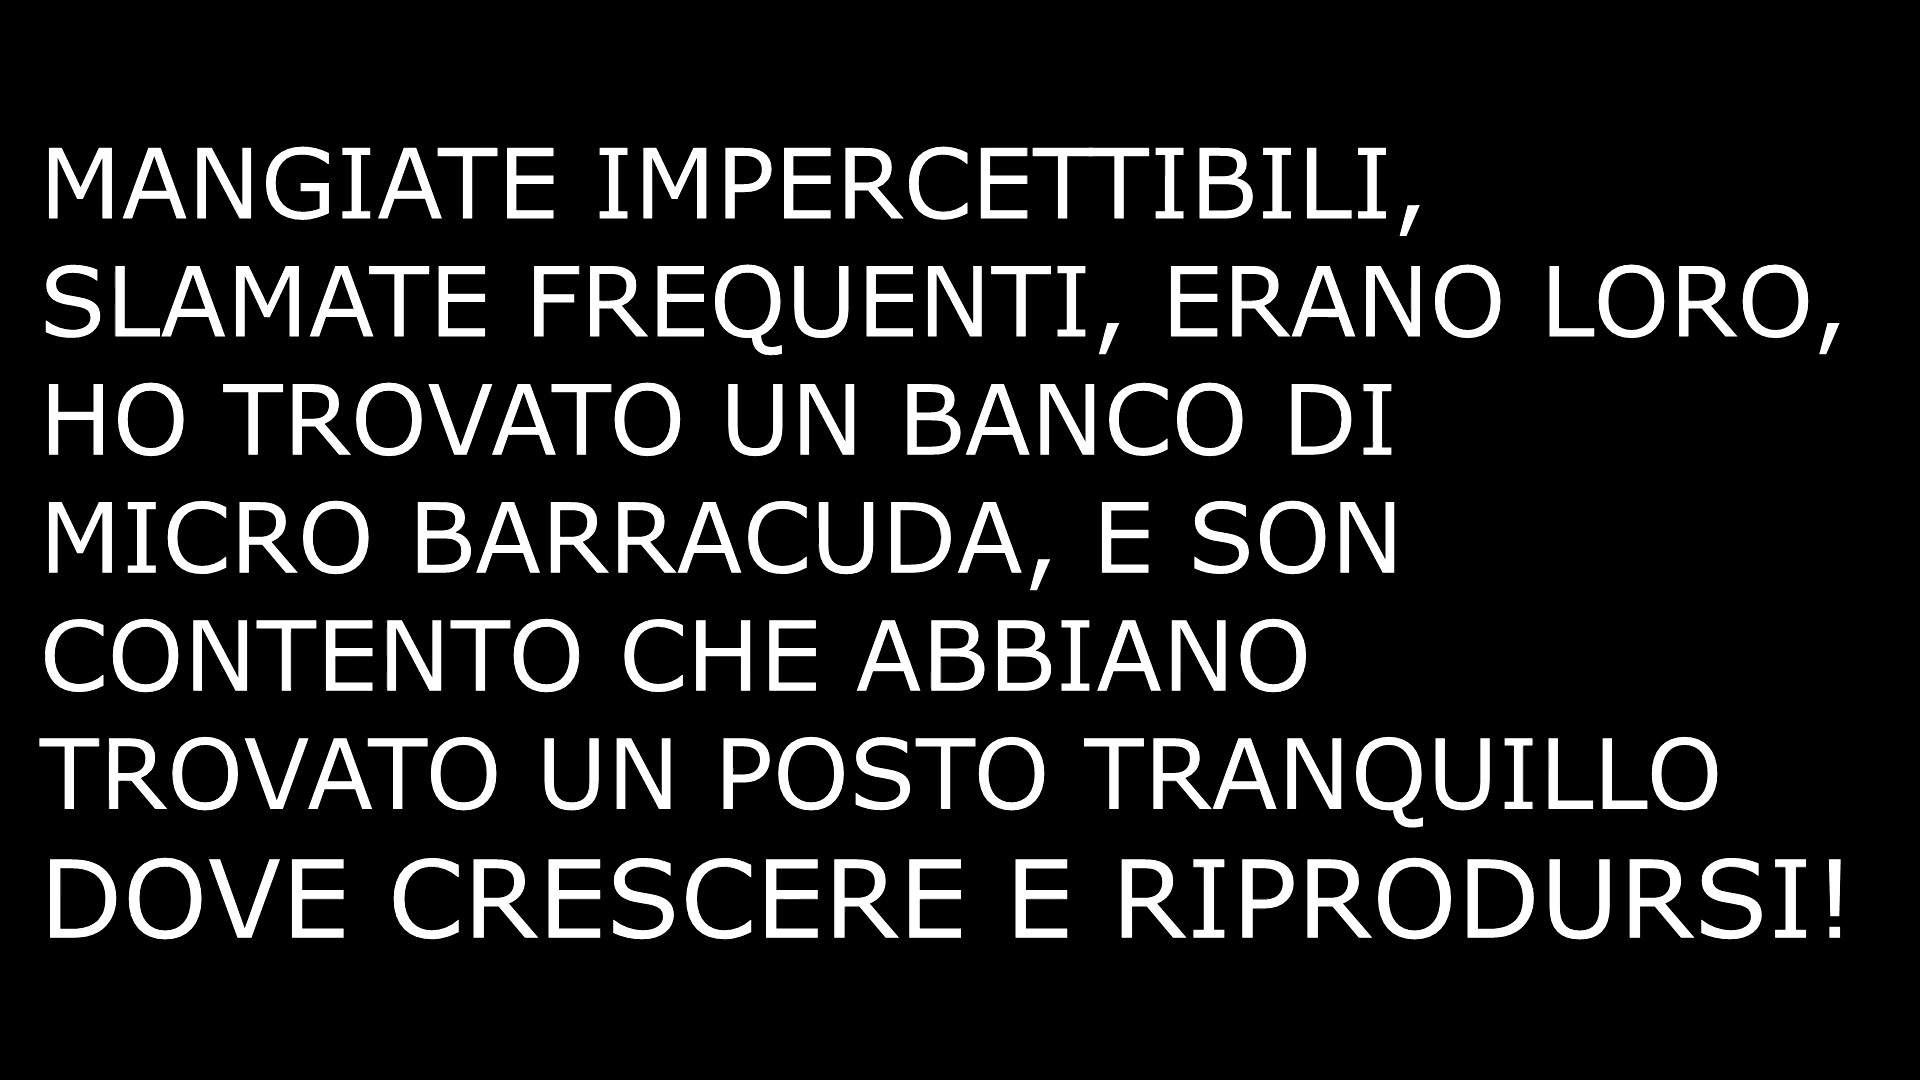 MANGIATE IMPERCETTIBILI,
SLAMATE FREQUENTI, ERANO LORO,
HO TROVATO UN BANCO DI
MICRO BARRACUDA, E SON
CONTENTO CHE ABBIANO
TROVATO UN POSTO TRANQUILLO
DOVE CRESCERE E RIPRODURSI!